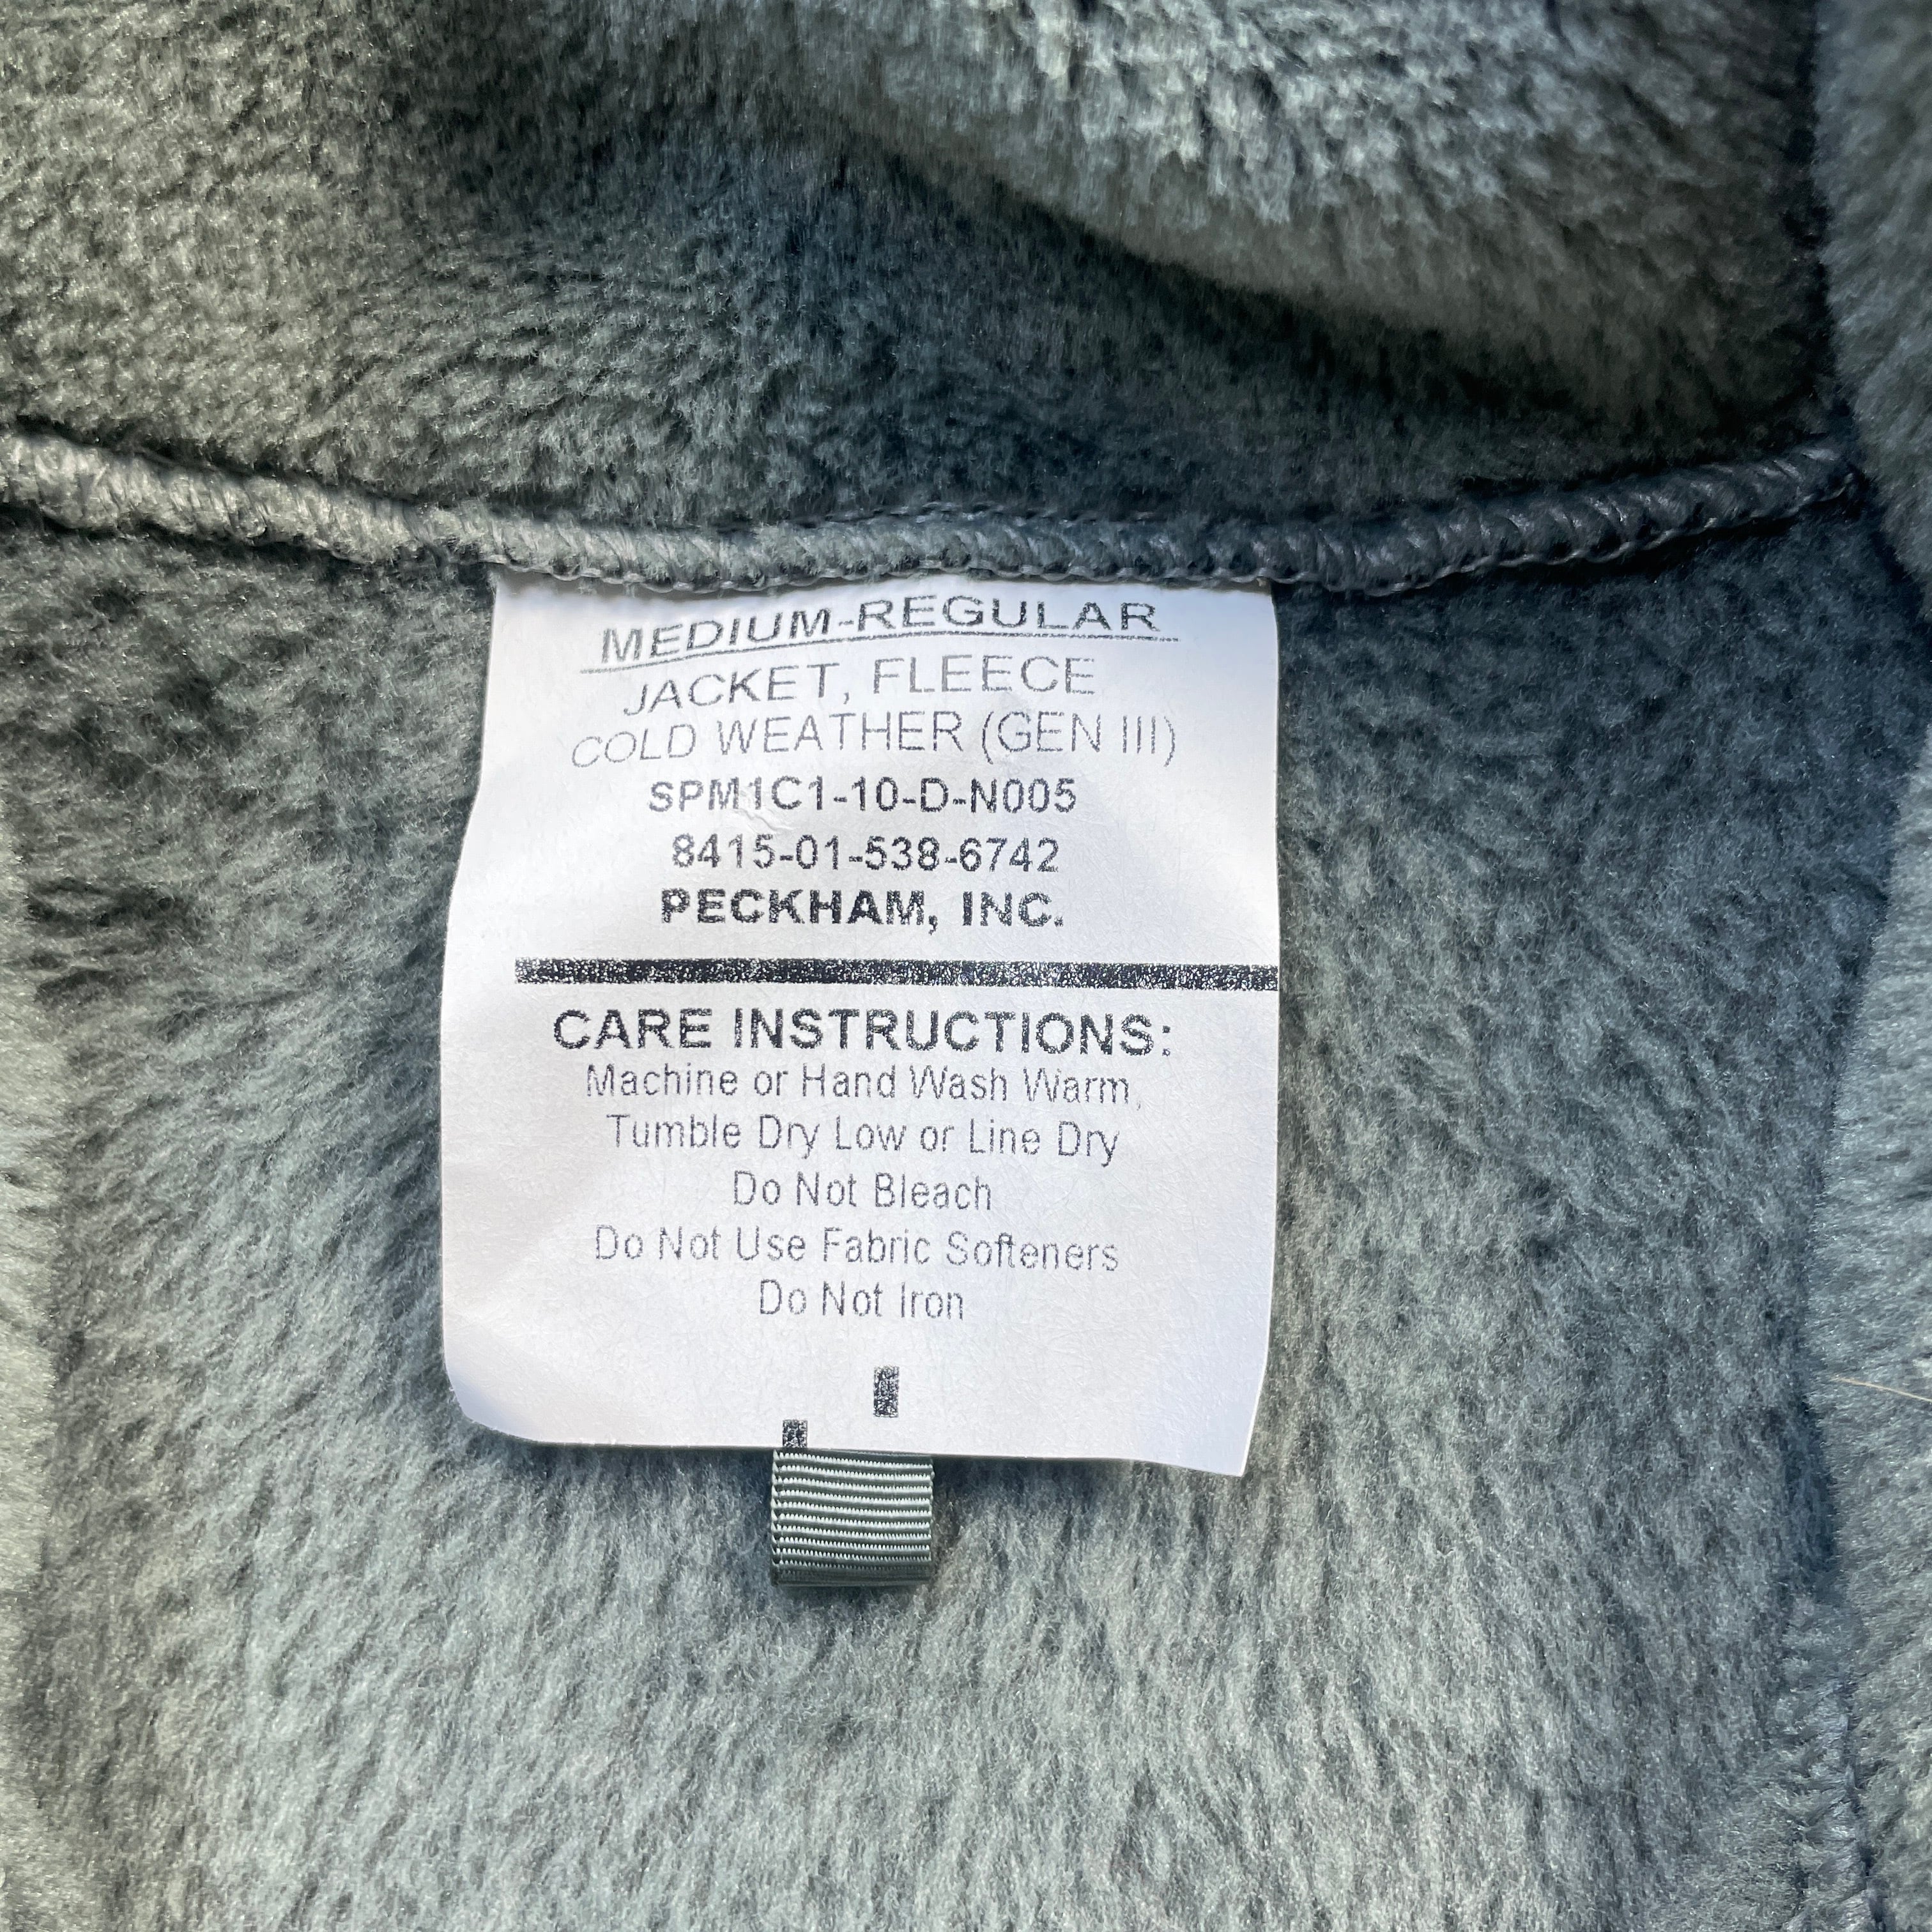 MEDIUM-REGULAR
JACKET, FLEECE
COLD WEATHER (GEN III)
SPM1C1-10-D-N005
8415-01-538-6742
PECKHAM, INC.
CARE INSTRUCTIONS:
Machine or Hand Wash Warm,
Tumble Dry Low or Line Dry
Do Not Bleach
Do Not Use Fabric Softeners
Do Not Iron